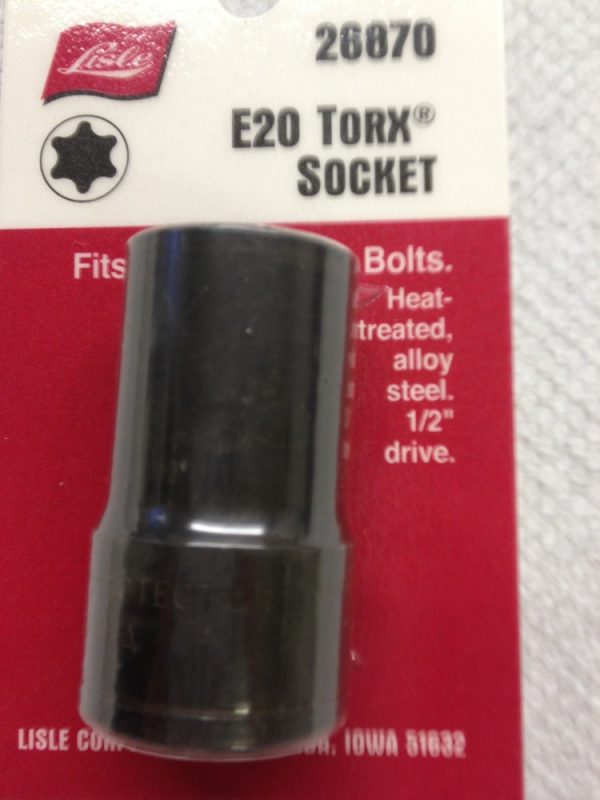 Lisle
26870
E20 TORX®
SOCKET
Fits Bolts.
Heat-
treated,
alloy
steel.
1/2"
drive.
LISLE IOWA 51632